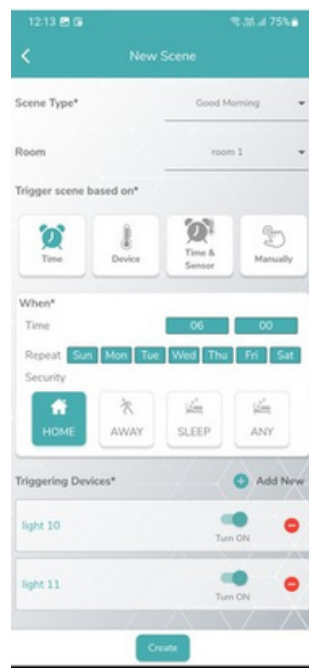 12:13 75%
New Scene
Scene Type* Good Morning
Room room 1
Trigger scene based on*
Time Device Time & Sensor Manually
When*
Time 06 00
Repeat Sun Mon Tue Wed Thu Fri Sat
Security
HOME AWAY SLEEP ANY
Triggering Devices* Add New
light 10
Turn ON
light 11
Turn ON
Create